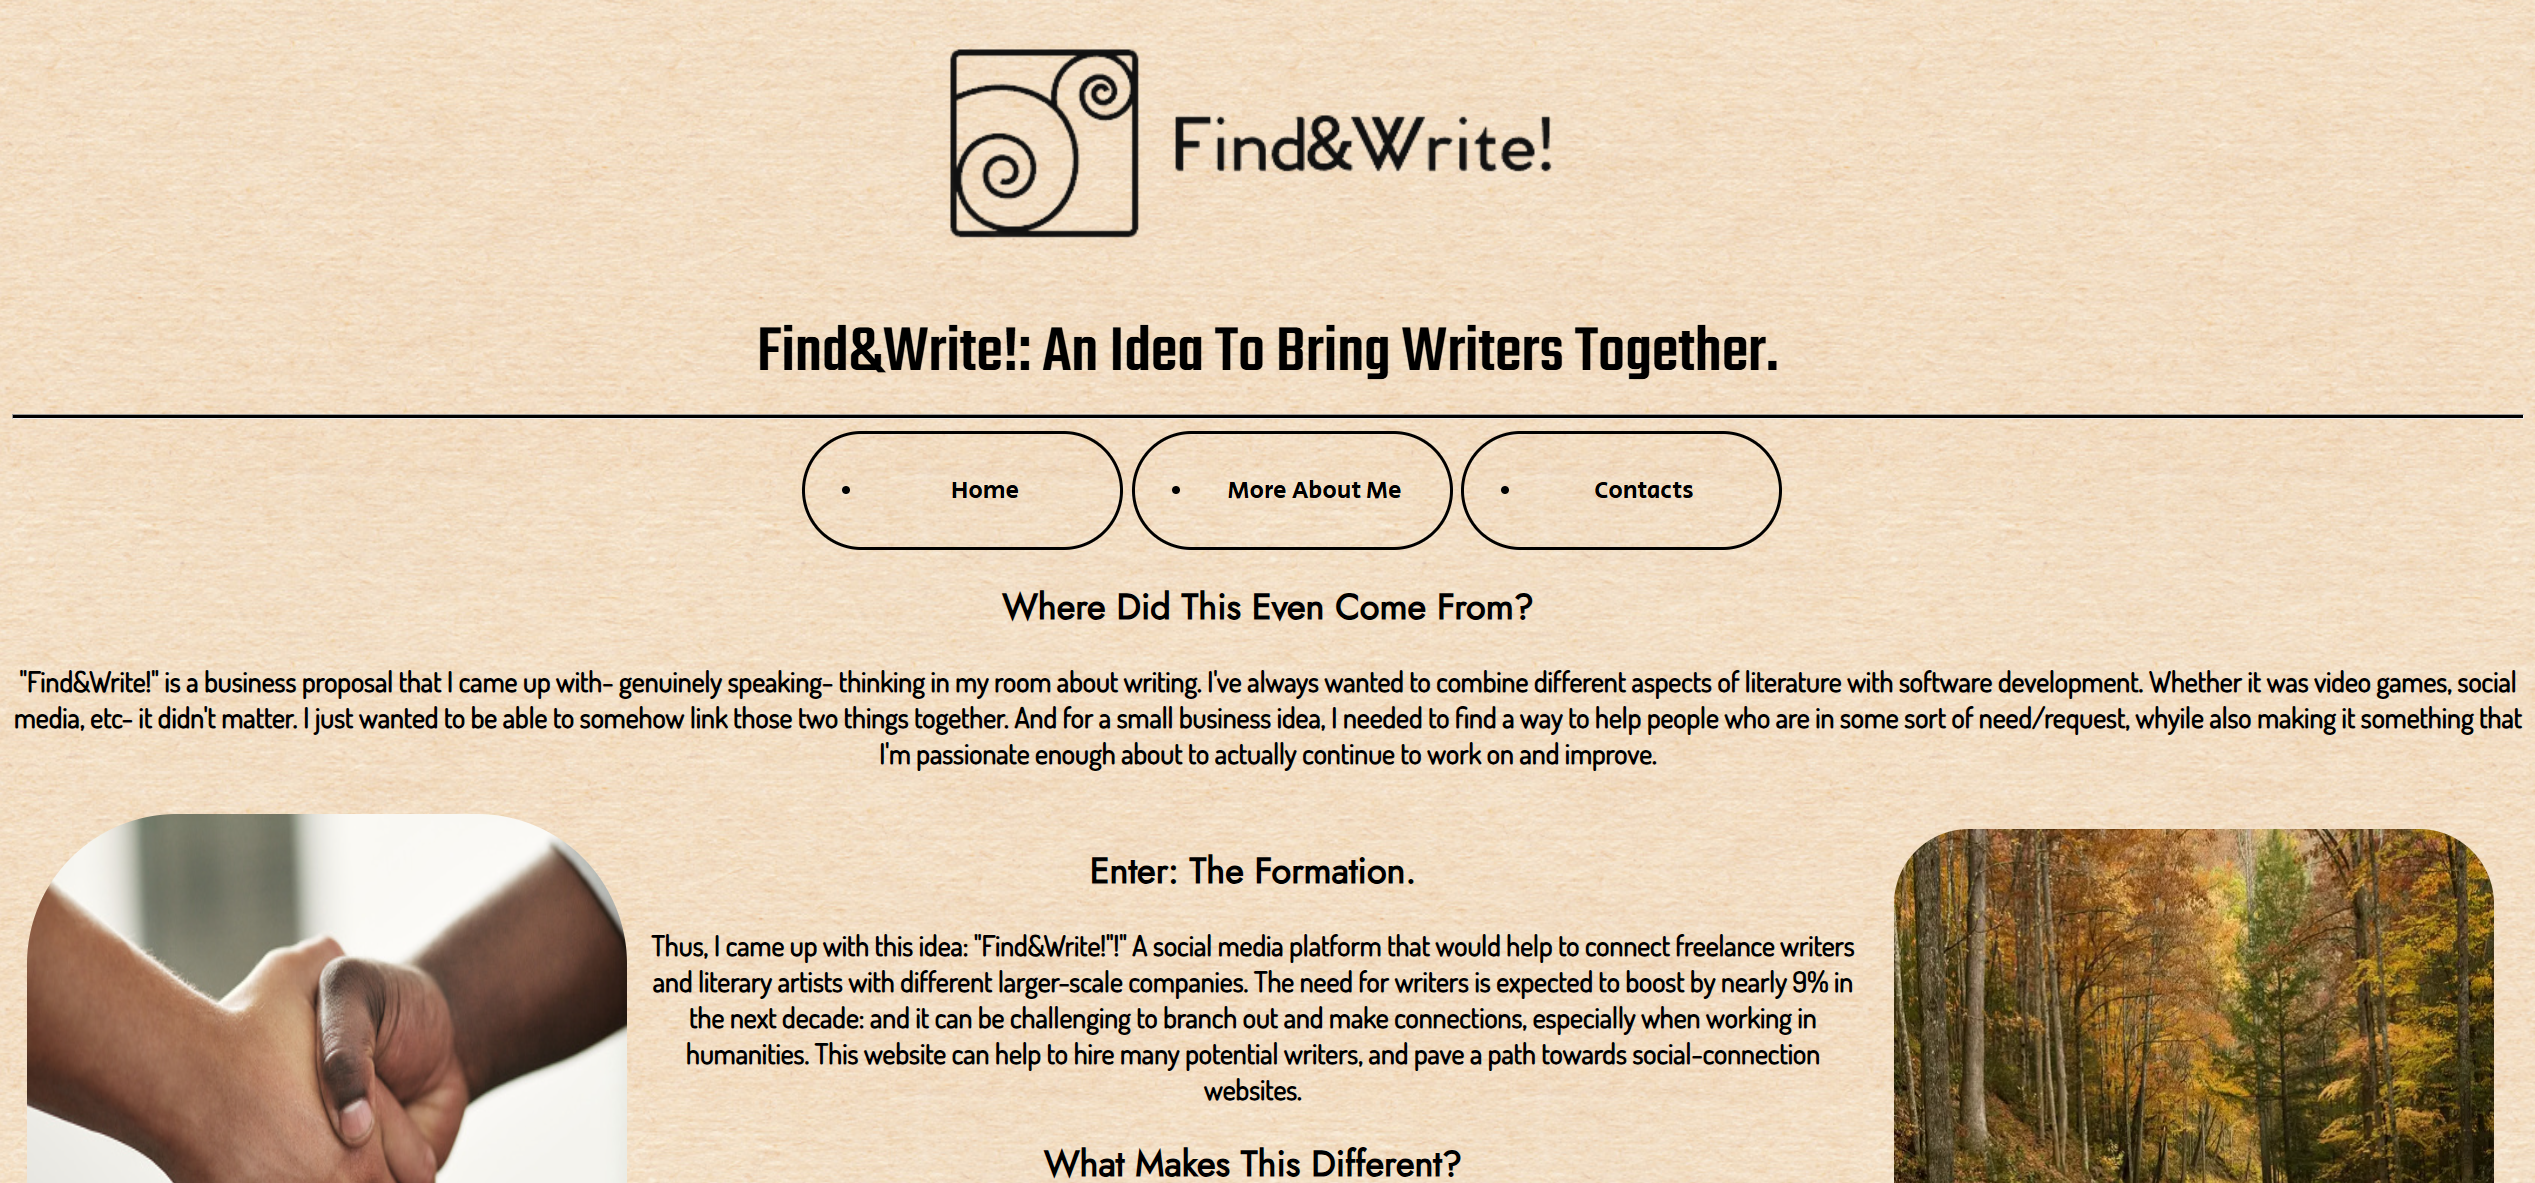 Find&Write!
Find&Write!: An Idea To Bring Writers Together.
Home
More About Me
Contacts
Where Did This Even Come From?
"Find&Write!" is a business proposal that I came up with- genuinely speaking- thinking in my room about writing. I've always wanted to combine different aspects of literature with software development. Whether it was video games, social
media, etc- it didn't matter. I just wanted to be able to somehow link those two things together. And for a small business idea, I needed to find a way to help people who are in some sort of need/request, whyile also making it something that
I'm passionate enough about to actually continue to work on and improve.
Enter: The Formation.
Thus, I came up with this idea: "Find&Write!"!" A social media platform that would help to connect freelance writers
and literary artists with different larger-scale companies. The need for writers is expected to boost by nearly 9% in
the next decade: and it can be challenging to branch out and make connections, especially when working in
humanities. This website can help to hire many potential writers, and pave a path towards social-connection
websites.
What Makes This Different?